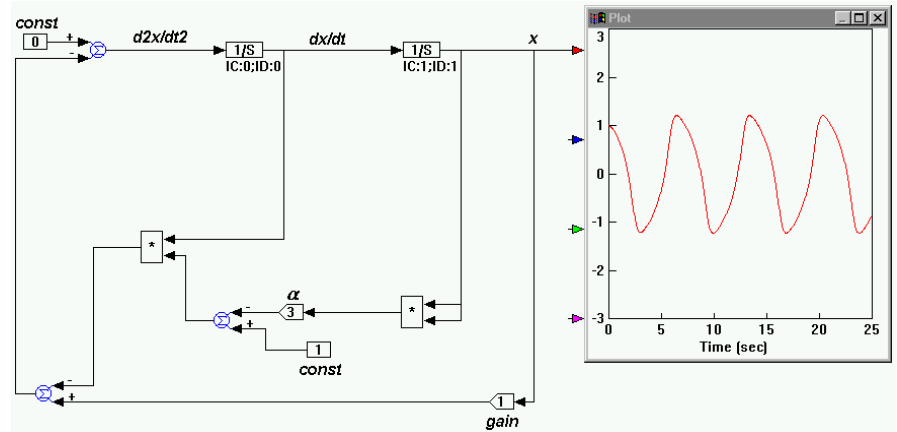 const
0
+
-
Σ
d2x/dt2
1/S
IC:0;ID:0
dx/dt
1/S
IC:1;ID:1
x
*
Σ
-
+
α
3
*
1
const
Σ
-
+
1
gain
Plot
3
2
1
0
-1
-2
-3
0 5 10 15 20 25
Time (sec)